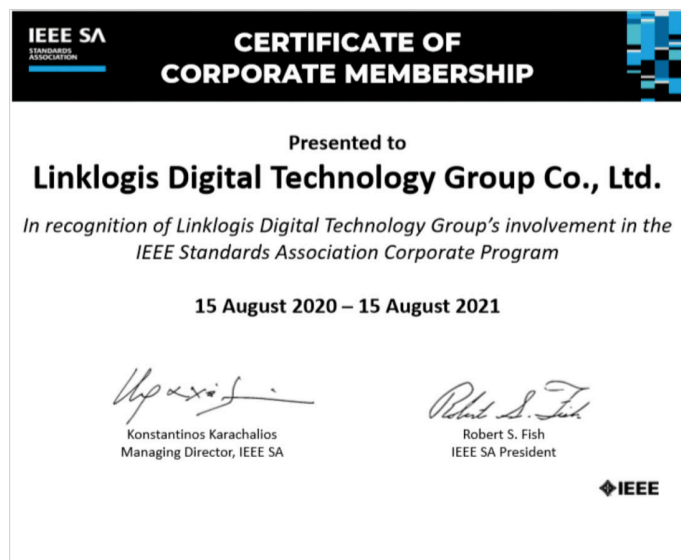 IEEE SA
STANDARDS
ASSOCIATION
CERTIFICATE OF
CORPORATE MEMBERSHIP
Presented to
Linklogis Digital Technology Group Co., Ltd.
In recognition of Linklogis Digital Technology Group's involvement in the
IEEE Standards Association Corporate Program
15 August 2020 – 15 August 2021
Robert S. Fish
Konstantinos Karachalios
Managing Director, IEEE SA
Robert S. Fish
IEEE SA President
IEEE